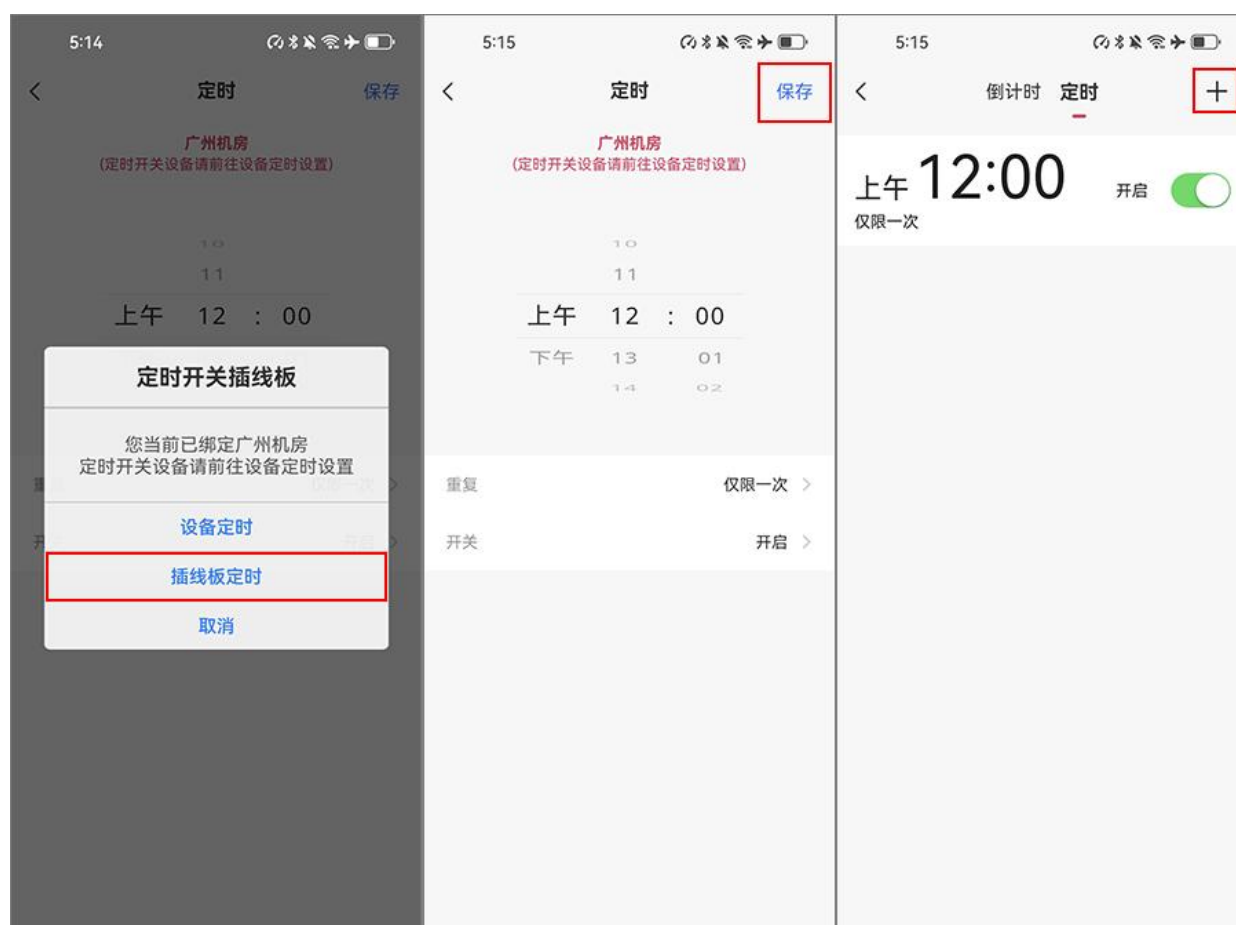 5:14
定时
保存
广州机房
(定时开关设备请前往设备定时设置)
10
11
上午 12 : 00
定时开关插线板
您当前已绑定广州机房
定时开关设备请前往设备定时设置
设备定时
插线板定时
取消
5:15
定时
保存
广州机房
(定时开关设备请前往设备定时设置)
10
11
上午 12 : 00
下午 13 01
14 02
重复 仅限一次
开关 开启
5:15
倒计时 定时
上午 12:00 开启
仅限一次